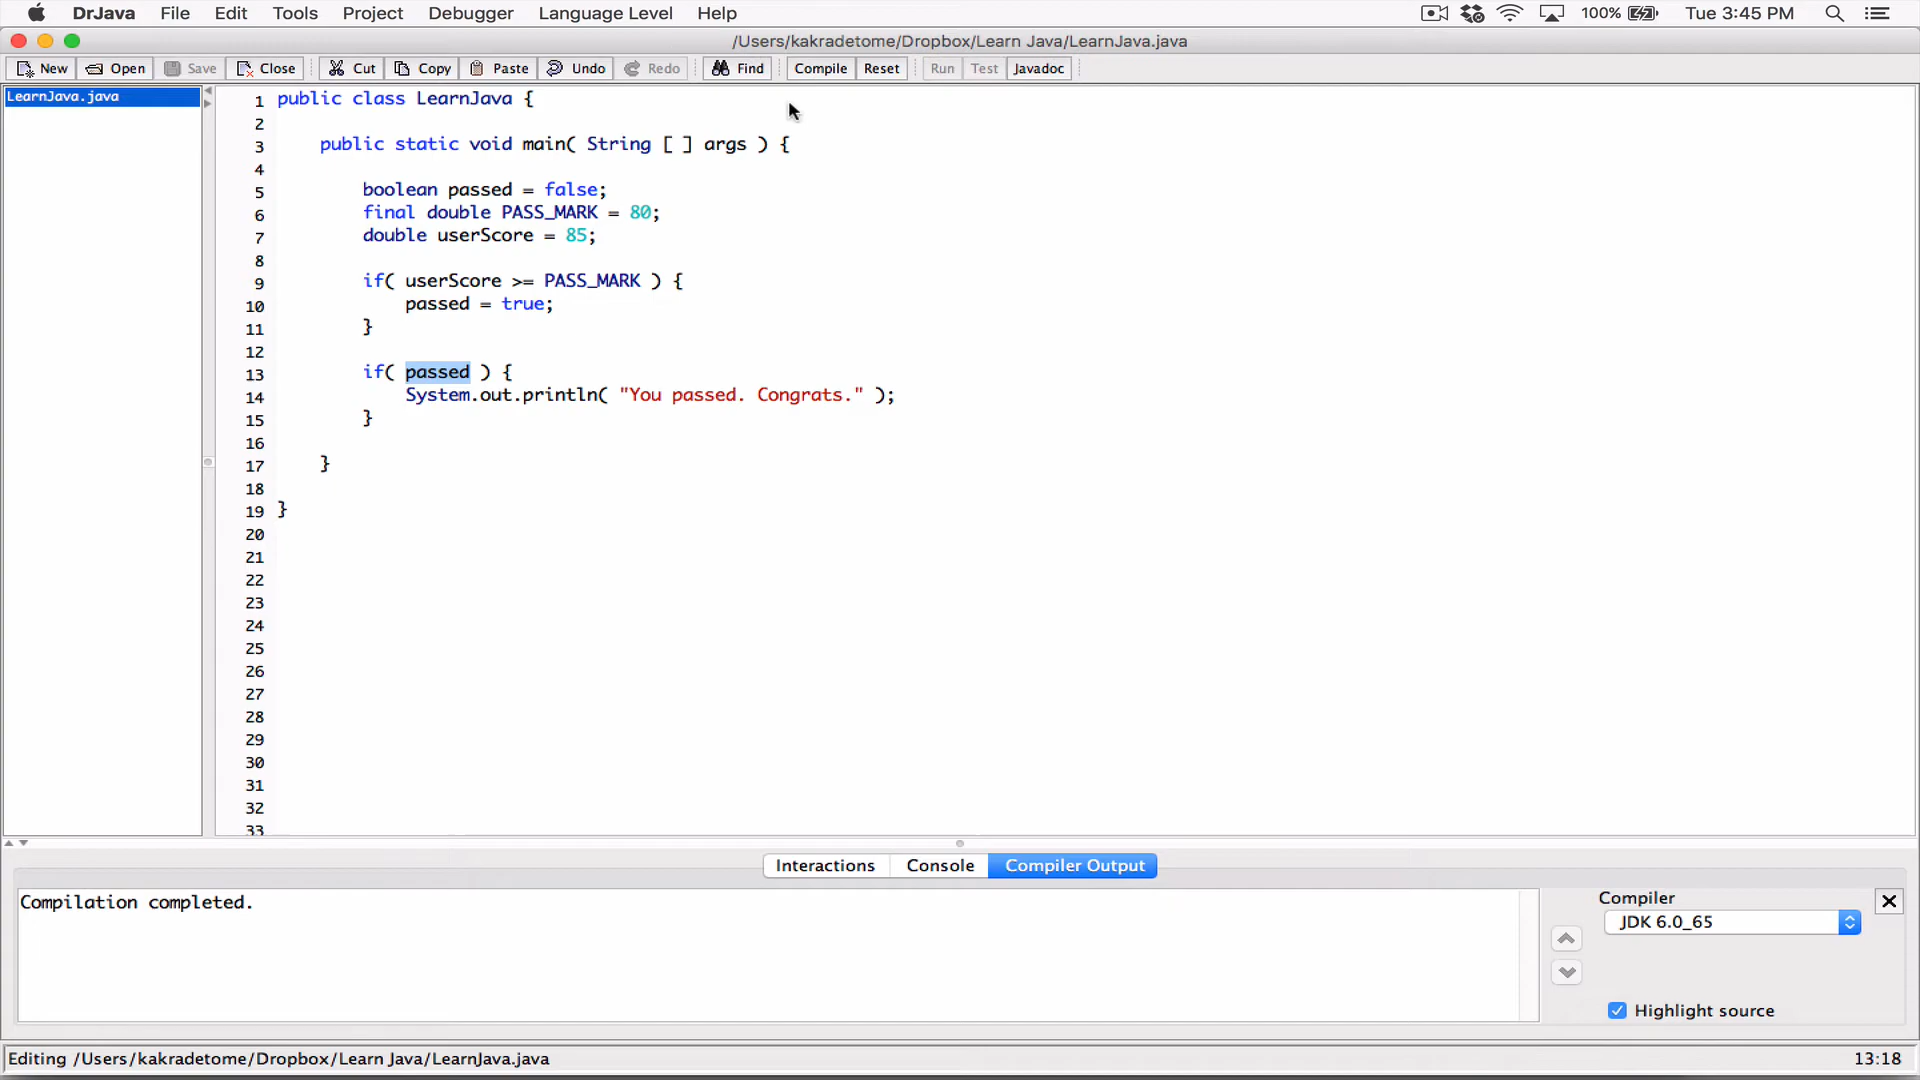 DrJava File Edit Tools Project Debugger Language Level Help 100% Tue 3:45 PM
/Users/kakradetome/Dropbox/Learn Java/LearnJava.java
New Open Save Close Cut Copy Paste Undo Redo Find Compile Reset Run Test Javadoc
LearnJava.java
1 public class LearnJava {
2
3 public static void main( String [ ] args ) {
4
5 boolean passed = false;
6 final double PASS_MARK = 80;
7 double userScore = 85;
8
9 if( userScore >= PASS_MARK ) {
10 passed = true;
11 }
12
13 if( passed ) {
14 System.out.println( "You passed. Congrats." );
15 }
16
17 }
18
19 }
20
21
22
23
24
25
26
27
28
29
30
31
32
33
Interactions Console Compiler Output
Compilation completed.
Compiler
JDK 6.0_65
Highlight source
Editing /Users/kakradetome/Dropbox/Learn Java/LearnJava.java 13:18